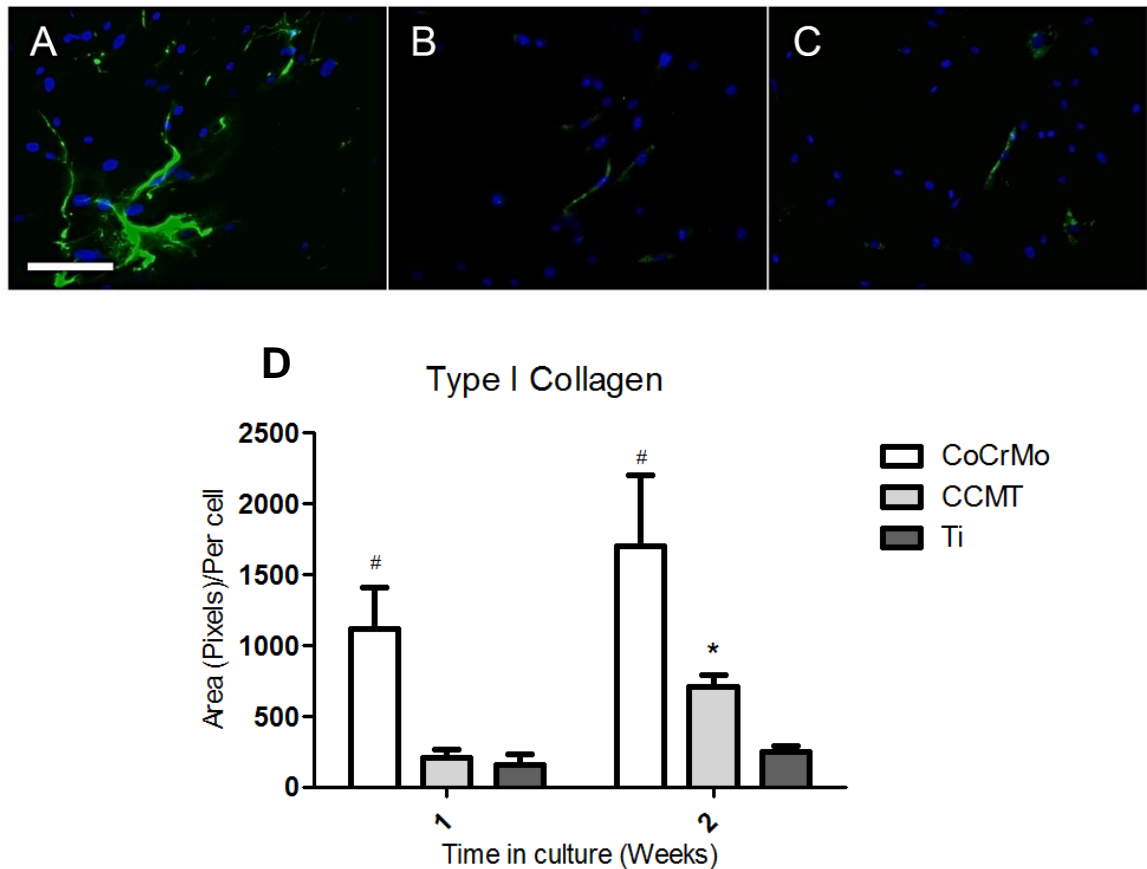 A
B
C
D
Type I Collagen
2500
2000
1500
1000
500
0
Area (Pixels)/Per cell
#
#
*
1
2
Time in culture (Weeks)
CoCrMo
CCMT
Ti